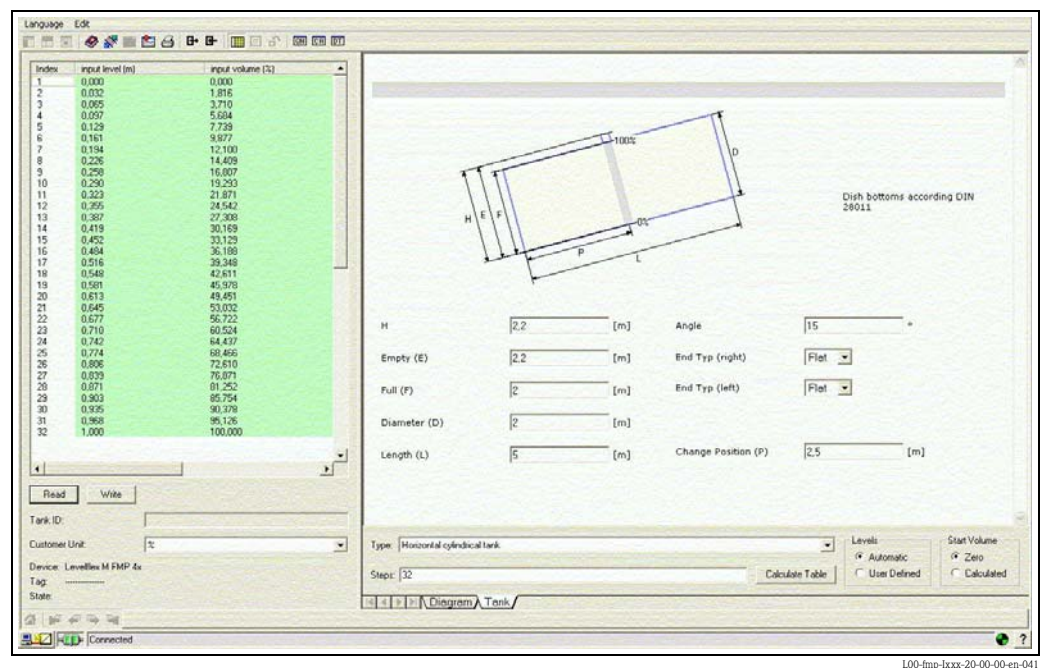 Language Edit
GN CR DT
Index input level (m) input volume (%)
1 0,000 0,000
2 0,032 1,816
3 0,065 3,710
4 0,097 5,684
5 0,129 7,739
6 0,161 9,877
7 0,194 12,100
8 0,226 14,409
9 0,258 16,807
10 0,290 19,293
11 0,323 21,871
12 0,355 24,542
13 0,387 27,308
14 0,419 30,169
15 0,452 33,129
16 0,484 36,188
17 0,516 39,348
18 0,548 42,611
19 0,581 45,978
20 0,613 49,451
21 0,645 53,032
22 0,677 56,722
23 0,710 60,524
24 0,742 64,437
25 0,774 68,466
26 0,806 72,610
27 0,839 76,871
28 0,871 81,252
29 0,903 85,754
30 0,935 90,378
31 0,968 95,126
32 1,000 100,000
Read Write
Tank ID:
Customer Unit: %
Device: Levelflex M FMP 4x
Tag: -------------
State:
100%
D
H E F
0%
P
L
Dish bottoms according DIN
28011
H 2,2 [m] Angle 15 °
Empty (E) 2,2 [m] End Typ (right) Flat
Full (F) 2 [m] End Typ (left) Flat
Diameter (D) 2 [m]
Length (L) 5 [m] Change Position (P) 2,5 [m]
Type: Horizontal cylindrical tank
Steps: 32 Calculate Table
Levels
Automatic
User Defined
Start Volume
Zero
Calculated
Diagram Tank
Connected
?
L00-fmp-lxxx-20-00-00-en-041